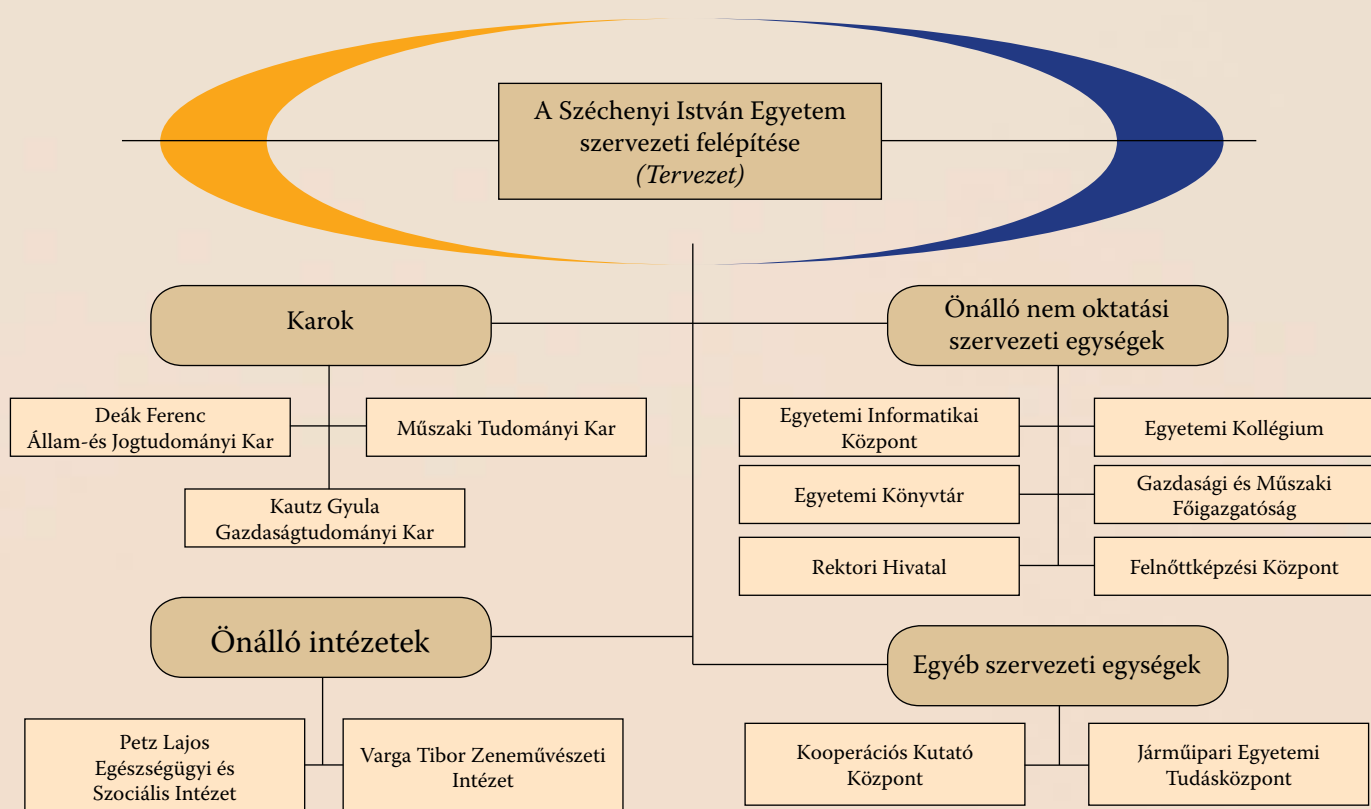 A Széchenyi István Egyetem
szervezeti felépítése
(Tervezet)
Karok
Deák Ferenc
Állam-és Jogtudományi Kar
Műszaki Tudományi Kar
Kautz Gyula
Gazdaságtudományi Kar
Önálló nem oktatási
szervezeti egységek
Egyetemi Informatikai
Központ
Egyetemi Kollégium
Egyetemi Könyvtár
Gazdasági és Műszaki
Főigazgatóság
Rektori Hivatal
Felnőttképzési Központ
Önálló intézetek
Petz Lajos
Egészségügyi és
Szociális Intézet
Varga Tibor Zeneművészeti
Intézet
Egyéb szervezeti egységek
Kooperációs Kutató
Központ
Járműipari Egyetemi
Tudásközpont